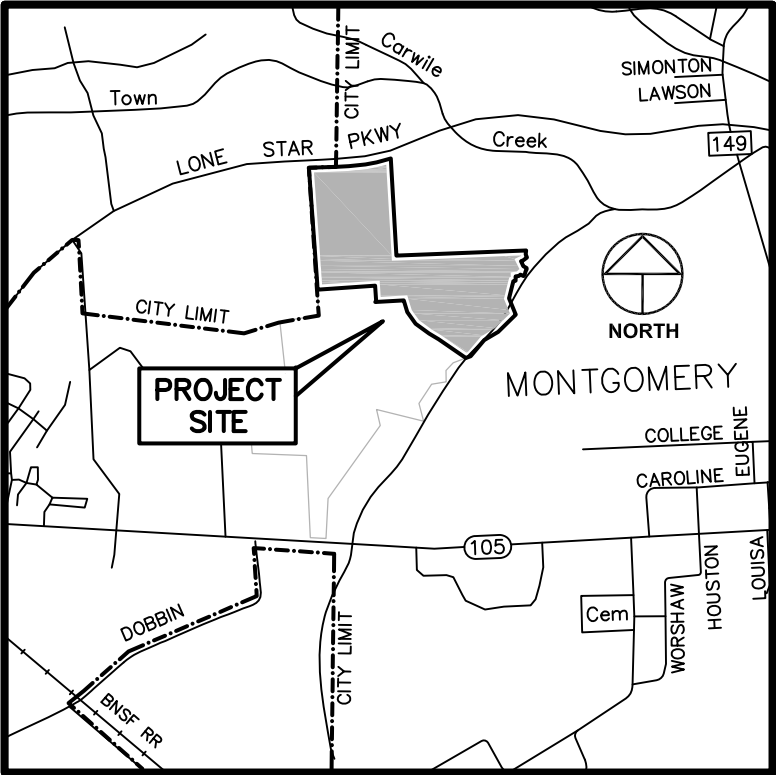 CITY LIMIT
Carwile
SIMONTON
LAWSON
Town
LONE STAR PKWY
Creek
149
CITY LIMIT
NORTH
PROJECT
SITE
MONTGOMERY
COLLEGE
EUGENE
CAROLINE
105
DOBBIN
CITY LIMIT
Cem
WORSHAW
HOUSTON
LOUISA
BNSF RR